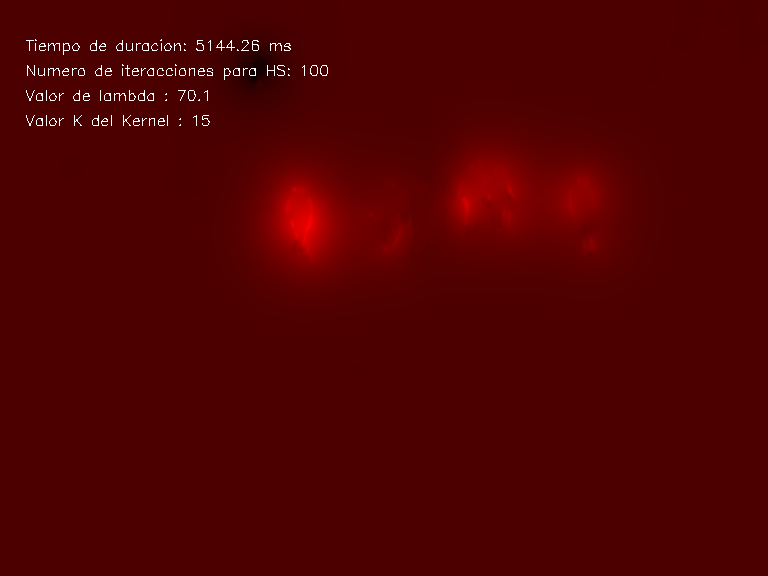 Tiempo de duracion: 5144.26 ms
Numero de iteracciones para HS: 100
Valor de lambda : 70.1
Valor K del Kernel : 15